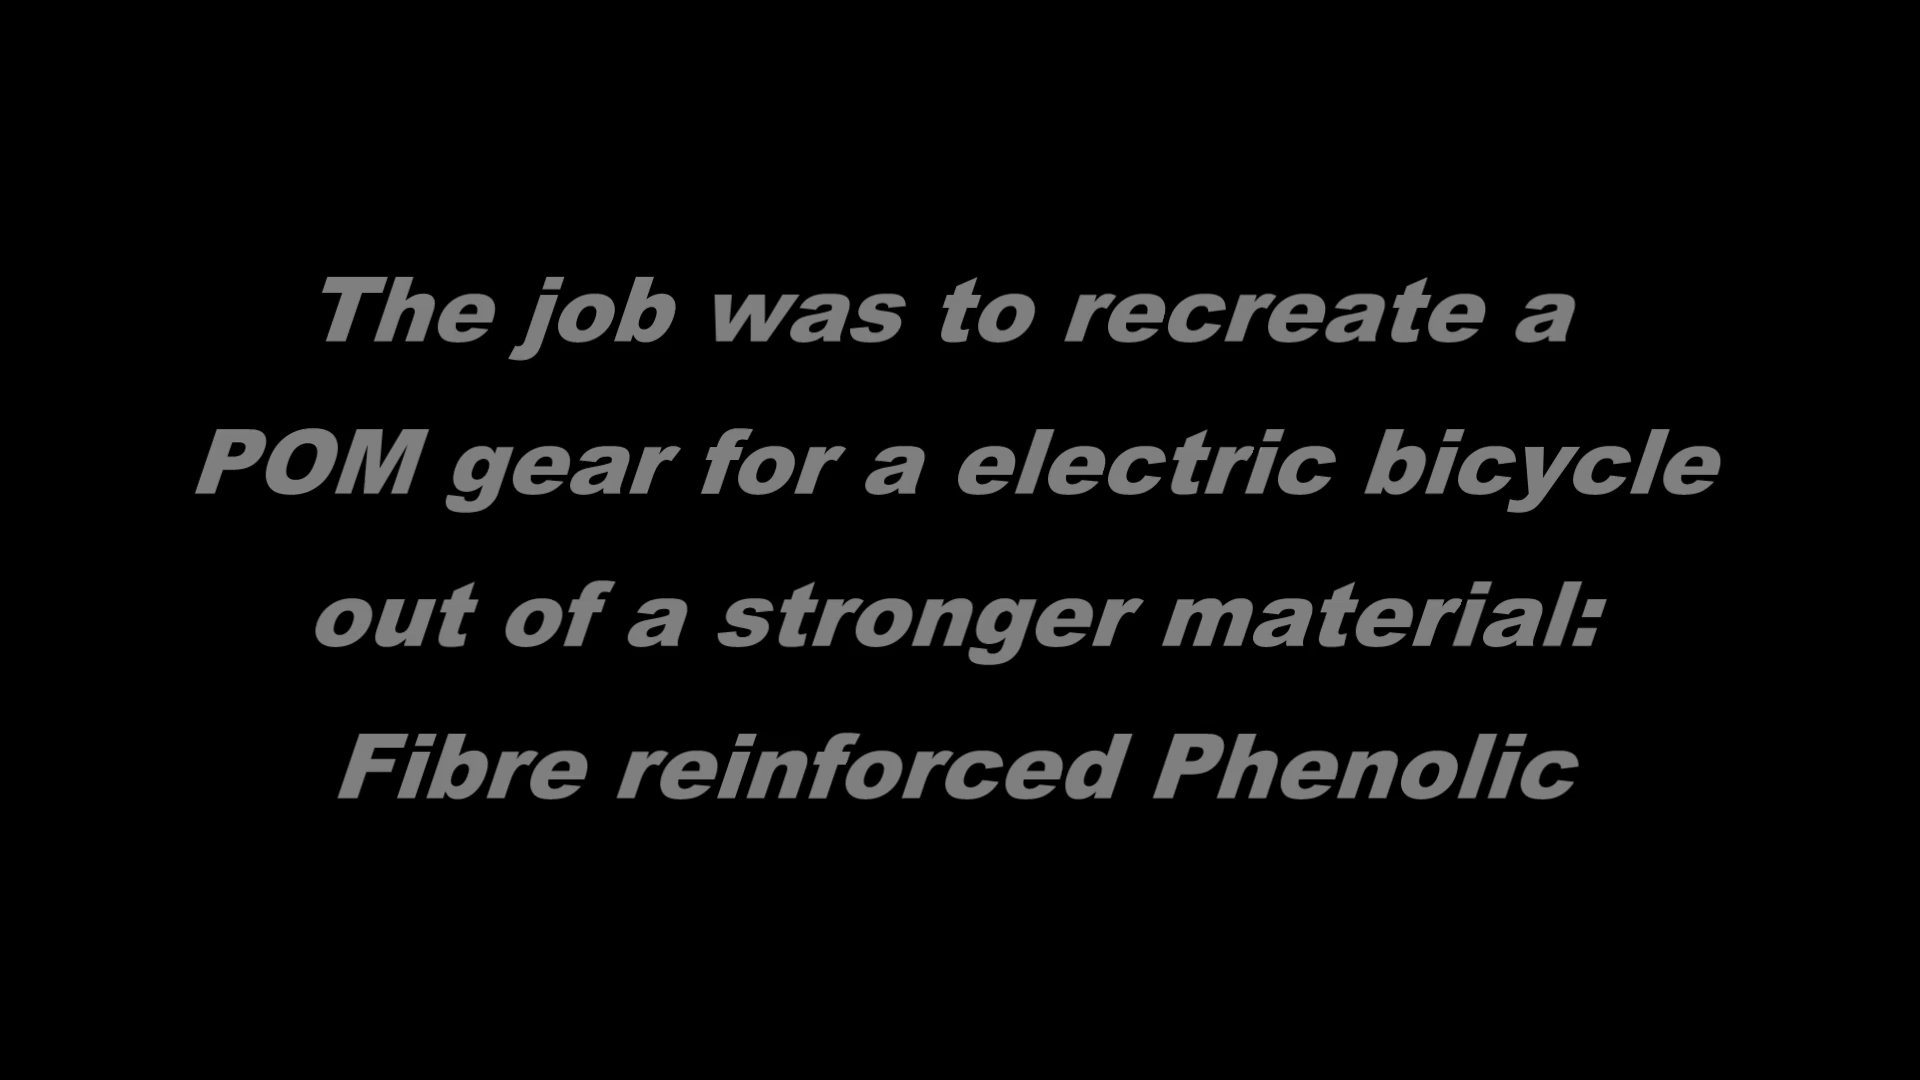 The job was to recreate a
POM gear for a electric bicycle
out of a stronger material:
Fibre reinforced Phenolic